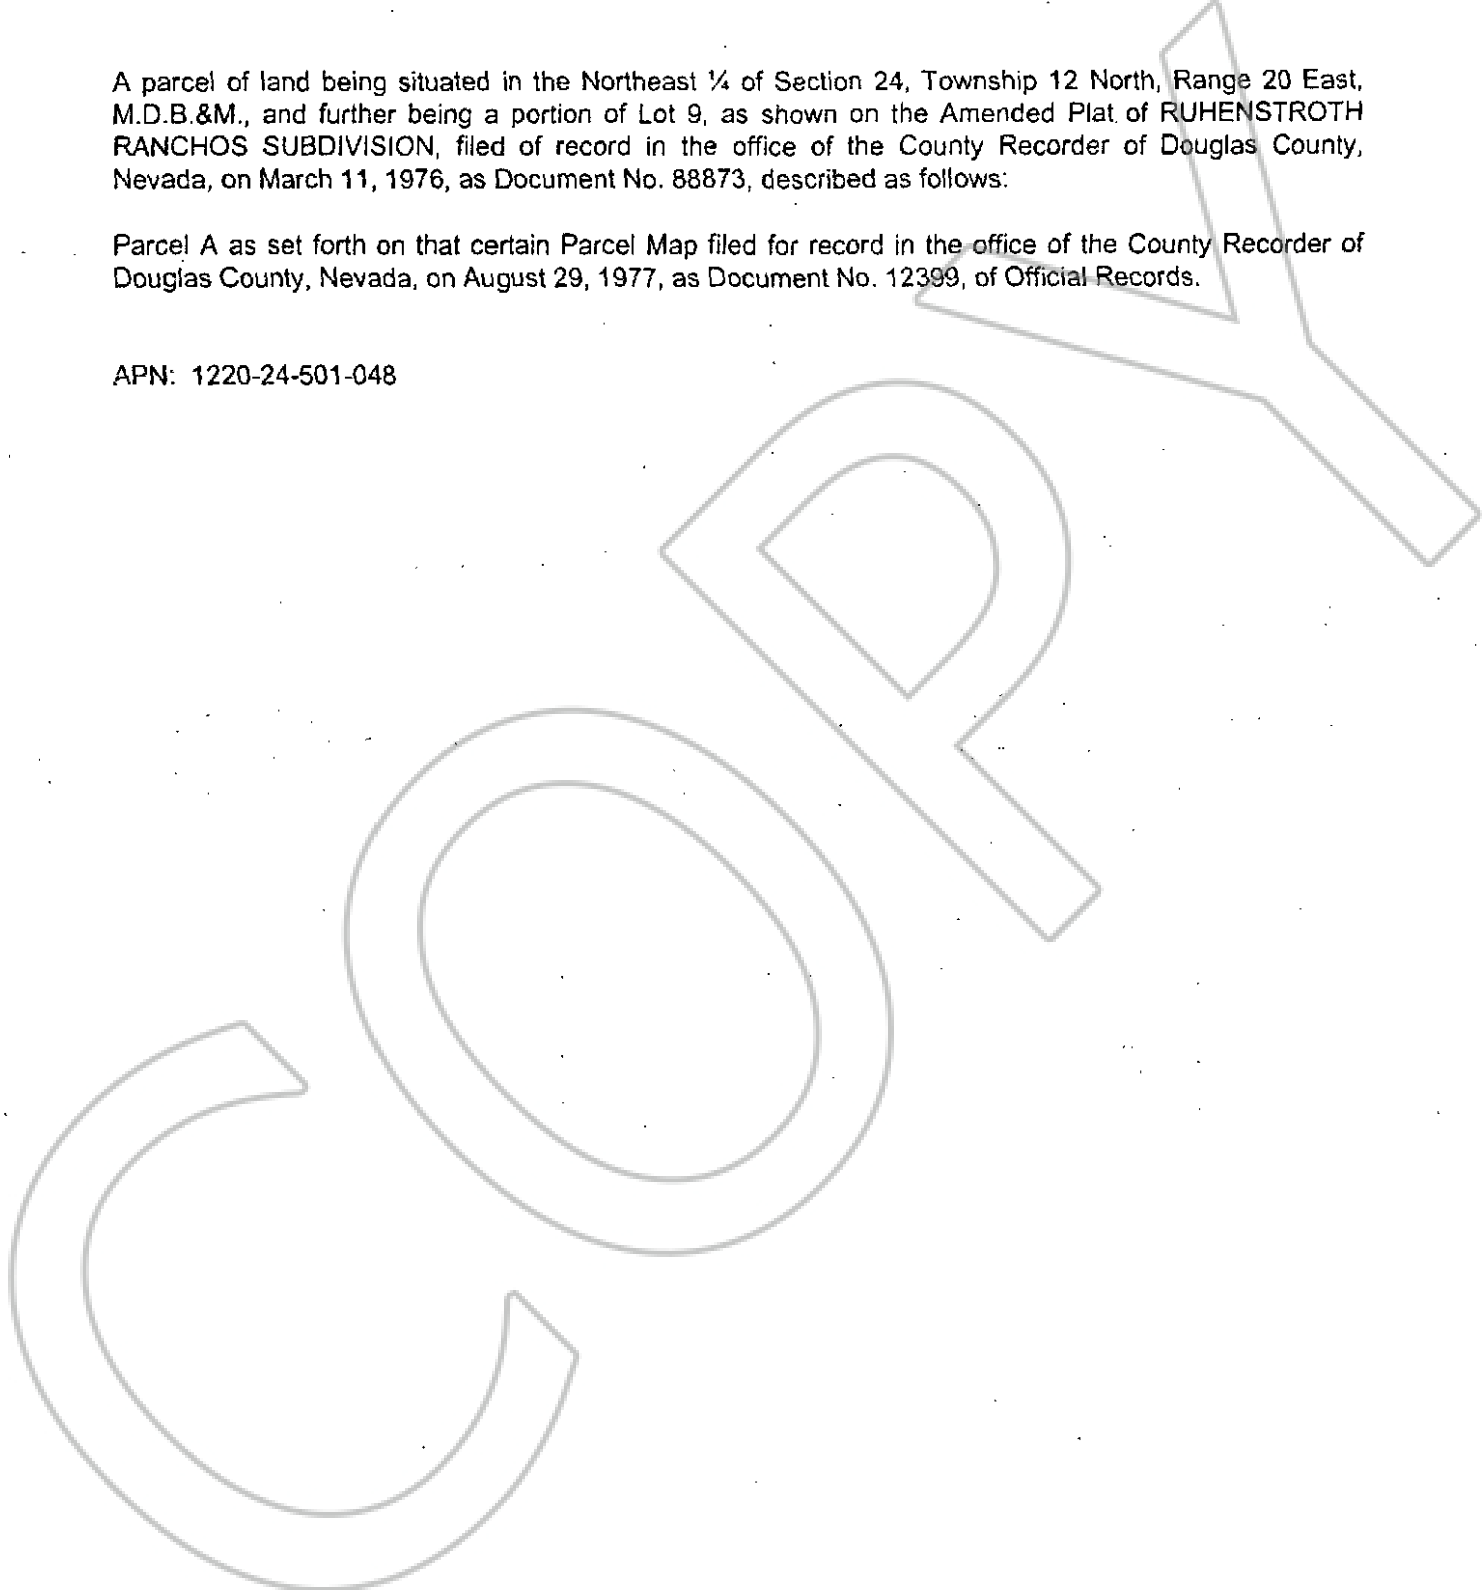 A parcel of land being situated in the Northeast ¼ of Section 24, Township 12 North, Range 20 East,
M.D.B.&M., and further being a portion of Lot 9, as shown on the Amended Plat of RUHENSTROTH
RANCHOS SUBDIVISION, filed of record in the office of the County Recorder of Douglas County,
Nevada, on March 11, 1976, as Document No. 88873, described as follows:
Parcel A as set forth on that certain Parcel Map filed for record in the office of the County Recorder of
Douglas County, Nevada, on August 29, 1977, as Document No. 12399, of Official Records.
APN: 1220-24-501-048
COPY